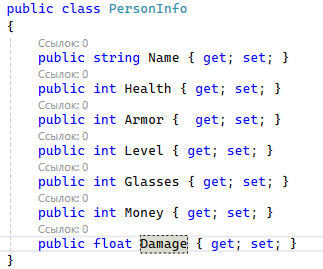 public class PersonInfo
{
Ссылок: 0
public string Name { get; set; }
Ссылок: 0
public int Health { get; set; }
Ссылок: 0
public int Armor {  get; set; }
Ссылок: 0
public int Level { get; set; }
Ссылок: 0
public int Glasses { get; set; }
Ссылок: 0
public int Money { get; set; }
Ссылок: 0
public float Damage { get; set; }
}